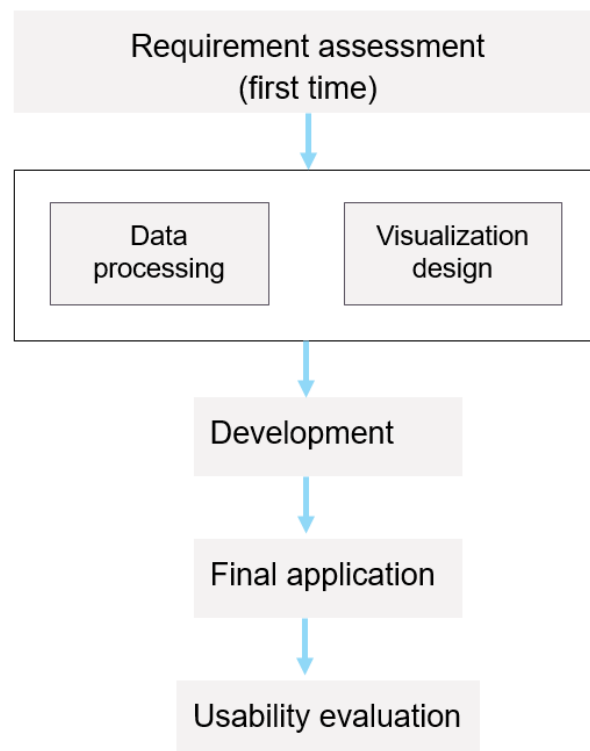 Requirement assessment
(first time)
Data
processing
Visualization
design
Development
Final application
Usability evaluation